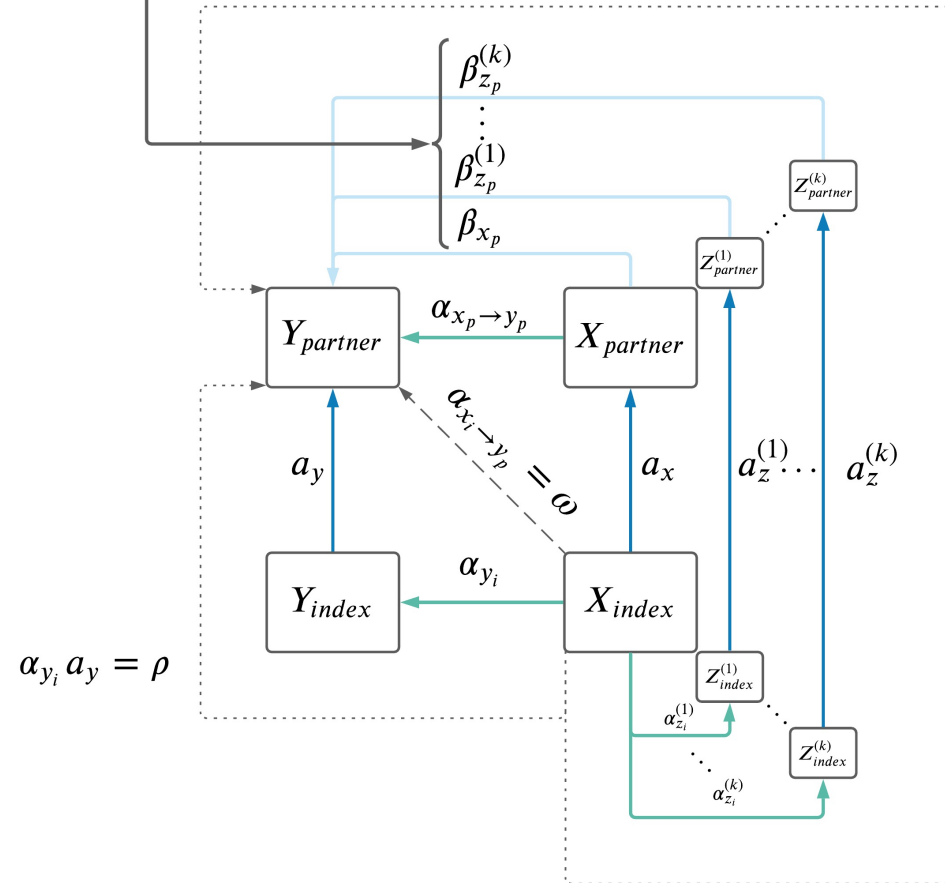 β_{z_p}^{(k)}
⋮
β_{z_p}^{(1)}
β_{x_p}
Z_{partner}^{(k)}
⋰
Z_{partner}^{(1)}
Y_{partner}
α_{x_p→y_p}
X_{partner}
α_{x_i→y_p} = ω
a_y
a_x
a_z^{(1)} ··· a_z^{(k)}
Y_{index}
α_{y_i}
X_{index}
α_{y_i} a_y = ρ
Z_{index}^{(1)}
⋱
α_{z_i}^{(1)}
Z_{index}^{(k)}
⋱
α_{z_i}^{(k)}